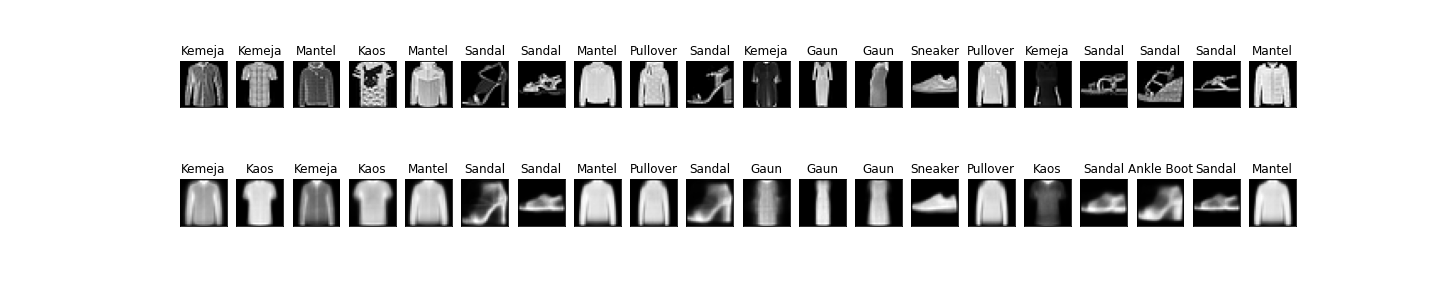 Kemeja Kemeja Mantel Kaos Mantel Sandal Sandal Mantel Pullover Sandal Kemeja Gaun Gaun Sneaker Pullover Kemeja Sandal Sandal Sandal Mantel
Kemeja Kaos Kemeja Kaos Mantel Sandal Sandal Mantel Pullover Sandal Gaun Gaun Gaun Sneaker Pullover Kaos Sandal Ankle Boot Sandal Mantel